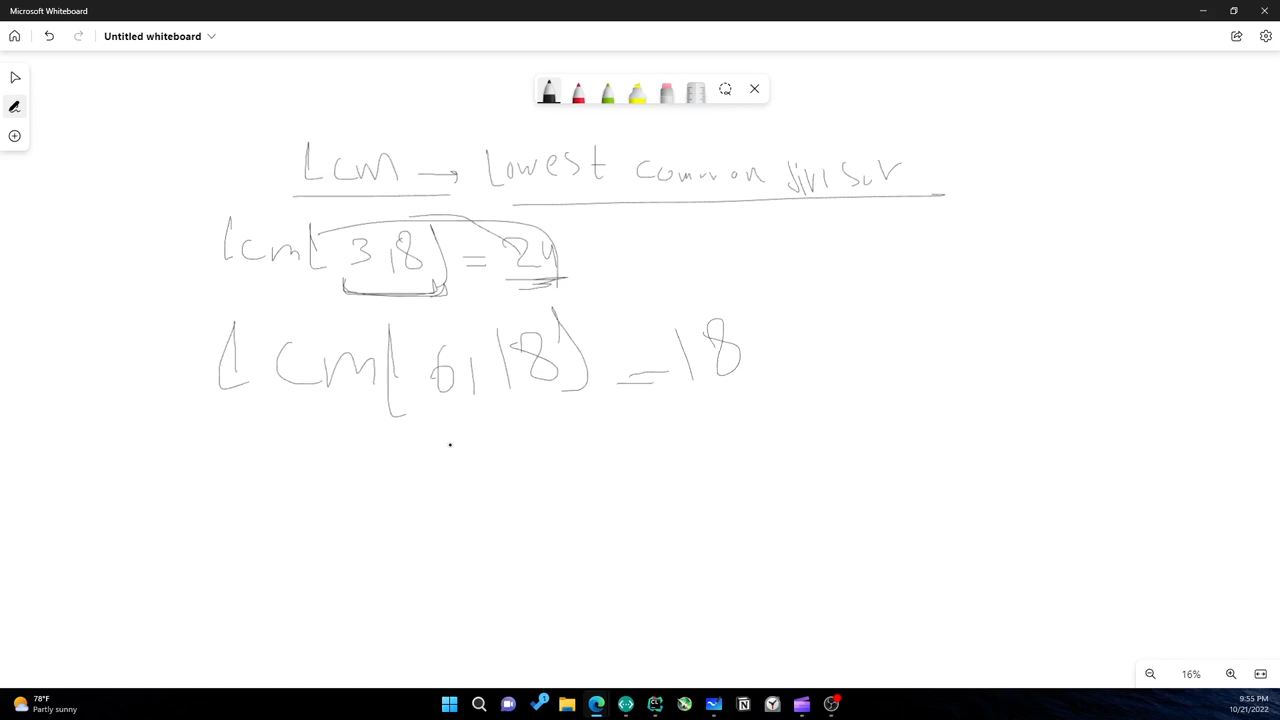 Microsoft Whiteboard
Untitled whiteboard
Lcm → Lowest common divisor
Lcm[3,8) = 24
Lcm[6,18) = 18
16%
78°F
Partly sunny
9:55 PM
10/21/2022